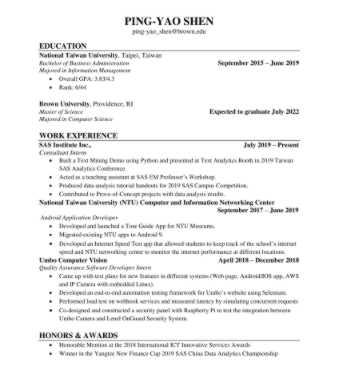 PING-YAO SHEN
ping-yao_shen@brown.edu
EDUCATION
National Taiwan University, Taipei, Taiwan
Bachelor of Business Administration September 2015 – June 2019
Majored in Information Management
• Overall GPA: 3.83/4.3
• Rank: 6/64
Brown University, Providence, RI
Master of Science Expected to graduate July 2022
Majored in Computer Science
WORK EXPERIENCE
SAS Institute Inc., July 2019 – Present
Consultant Intern
• Built a Text Mining Demo using Python and presented at Text Analytics Booth in 2019 Taiwan
SAS Analytics Conference.
• Acted as a teaching assistant at SAS EM Professor's Workshop.
• Produced data analysis tutorial handouts for 2019 SAS Campus Competition.
• Contributed to Prove-of-Concept projects with data analysis results.
National Taiwan University (NTU) Computer and Information Networking Center
September 2017 – June 2019
Android Application Developer
• Developed and launched a Tour Guide App for NTU Museums.
• Migrated existing NTU apps to Android 9.
• Developed an Internet Speed Test app that allowed students to keep track of the school's internet
speed and NTU networking center to monitor the internet performance at different locations.
Umbo Computer Vision April 2018 – December 2018
Quality Assurance Software Developer Intern
• Came up with test plans for new features in different systems (Web page, Android/IOS app, AWS
and IP Camera with embedded Linux).
• Developed an end-to-end automation testing framework for Umbo's website using Selenium.
• Performed load test on webhook services and measured latency by simulating concurrent requests
• Co-designed and constructed a security panel with Raspberry Pi to test the integration between
Umbo Camera and Level OnGuard Security System.
HONORS & AWARDS
• Honorable Mention at the 2018 International ICT Innovative Services Awards
• Winner in the Yangtze New Finance Cup 2019 SAS China Data Analytics Championship